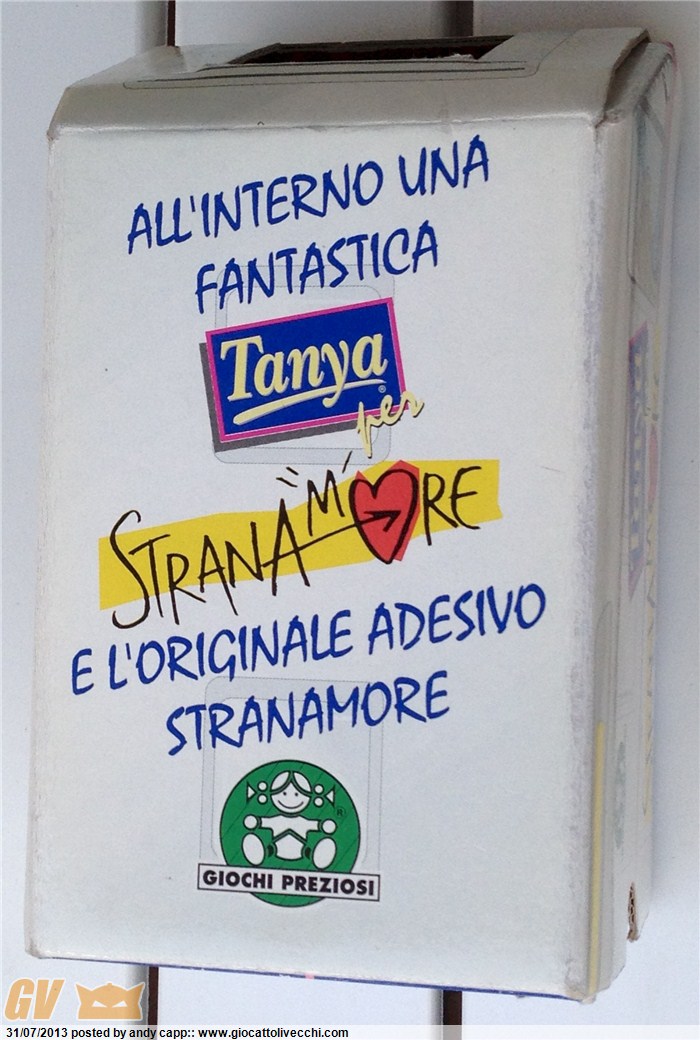 ALL'INTERNO UNA
FANTASTICA
Tanya®
per
STRANAMORE
E L'ORIGINALE ADESIVO
STRANAMORE
®
GIOCHI PREZIOSI
GV
31/07/2013 posted by andy capp:: www.giocattolivecchi.com